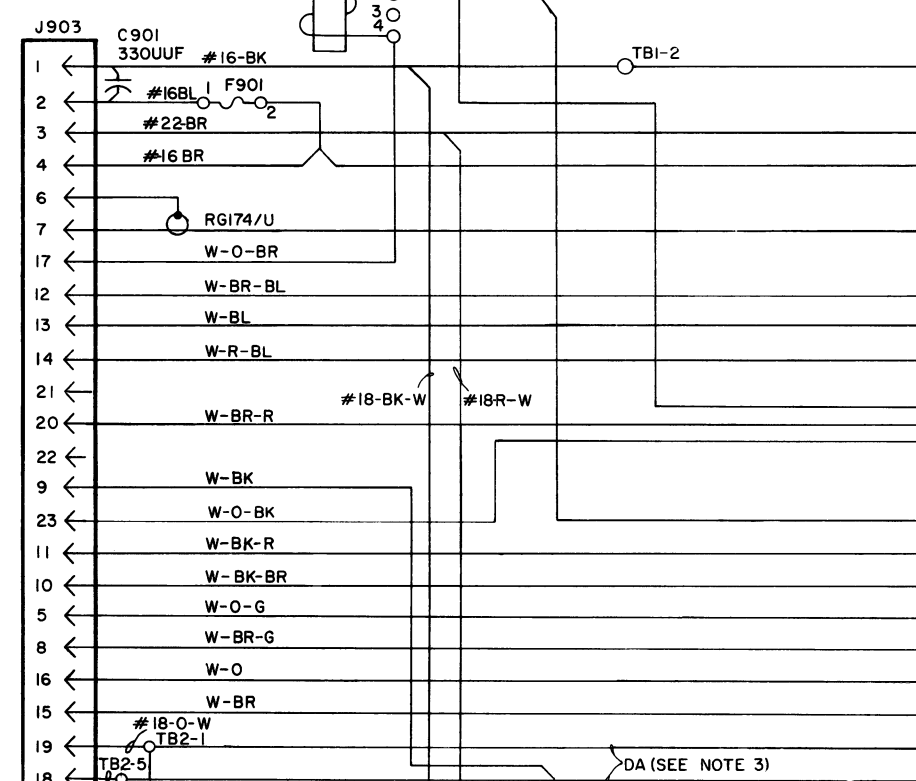 3
4
J903
C901
330UUF
1 #16-BK TB1-2
2 #16BL 1 F901 2
3 #22-BR
4 #16 BR
6
7 RG174/U
17 W-O-BR
12 W-BR-BL
13 W-BL
14 W-R-BL
21 #18-BK-W #18-R-W
20 W-BR-R
22
9 W-BK
23 W-O-BK
11 W-BK-R
10 W-BK-BR
5 W-O-G
8 W-BR-G
16 W-O
15 W-BR
#18-O-W
19 TB2-1
TB2-5 DA (SEE NOTE 3)
18